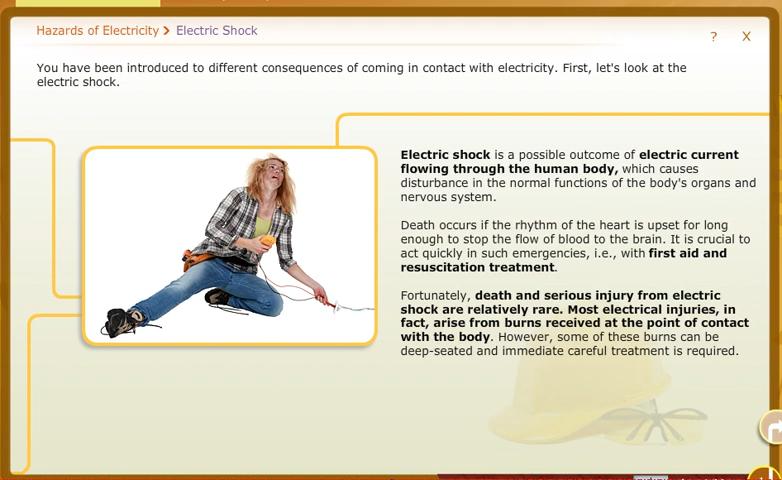 Hazards of Electricity > Electric Shock
? X
You have been introduced to different consequences of coming in contact with electricity. First, let's look at the
electric shock.
Electric shock is a possible outcome of electric current
flowing through the human body, which causes
disturbance in the normal functions of the body's organs and
nervous system.
Death occurs if the rhythm of the heart is upset for long
enough to stop the flow of blood to the brain. It is crucial to
act quickly in such emergencies, i.e., with first aid and
resuscitation treatment.
Fortunately, death and serious injury from electric
shock are relatively rare. Most electrical injuries, in
fact, arise from burns received at the point of contact
with the body. However, some of these burns can be
deep-seated and immediate careful treatment is required.